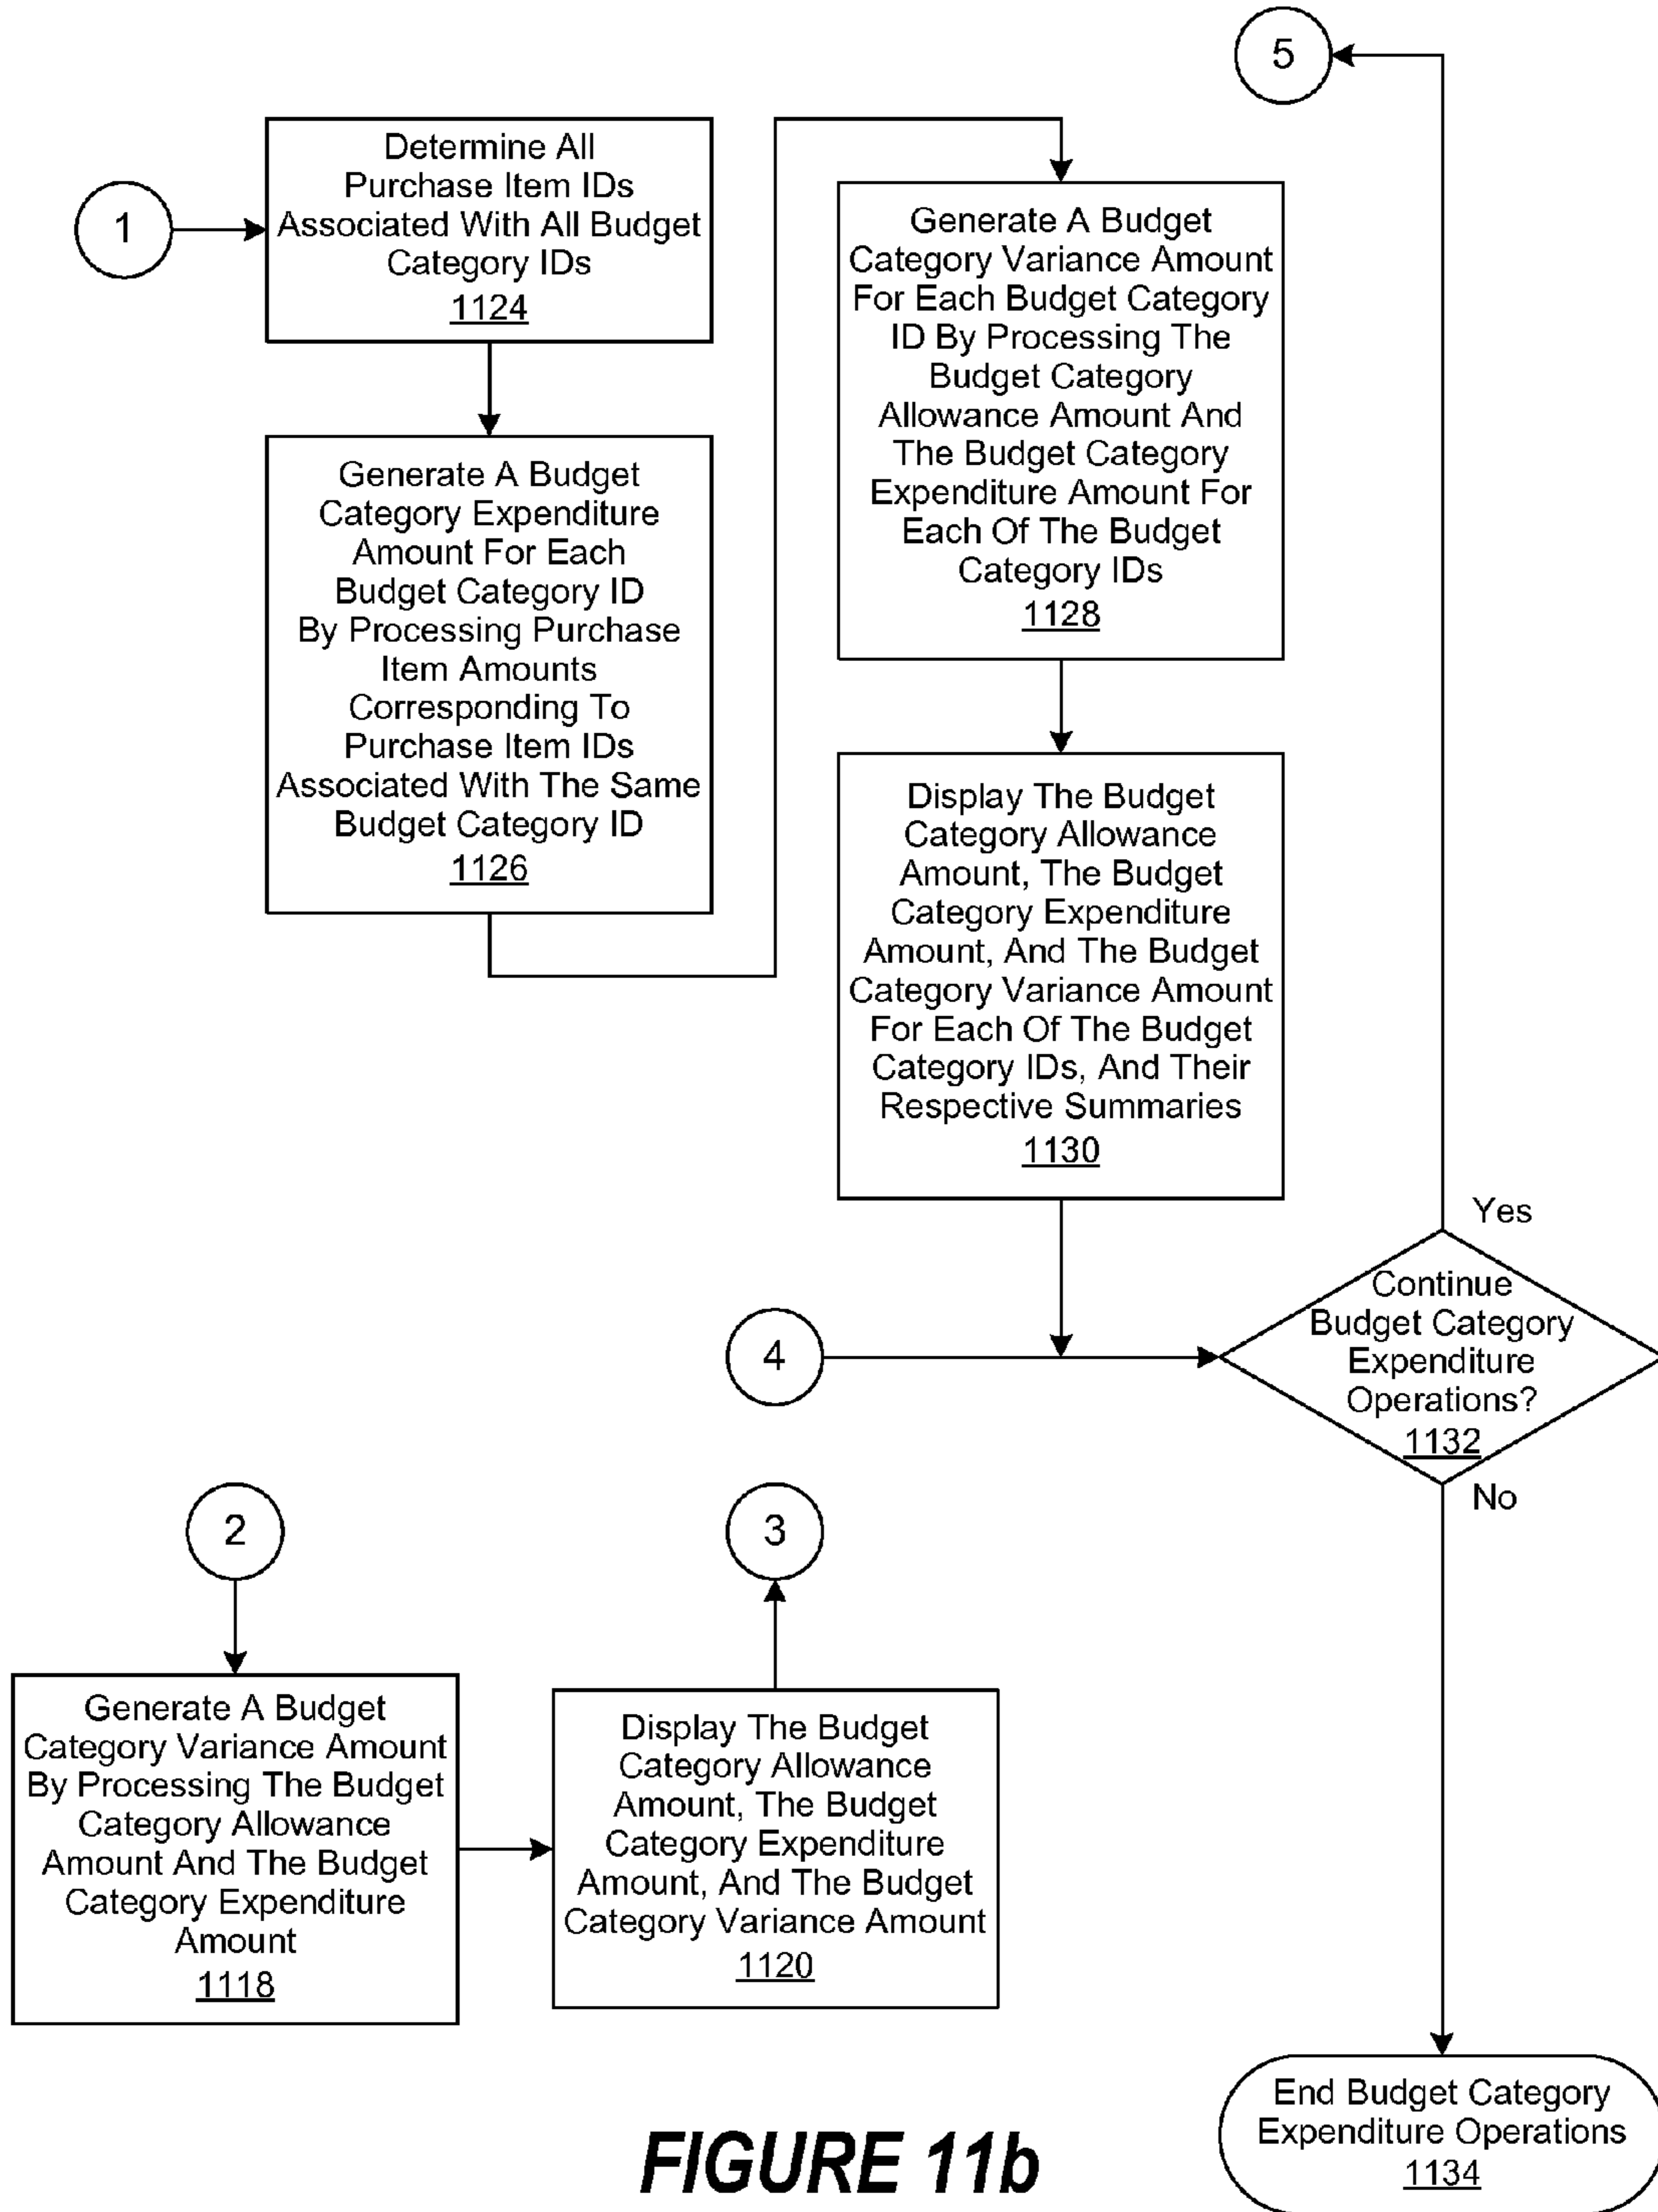 5
1
Determine All
Purchase Item IDs
Associated With All Budget
Category IDs
1124
Generate A Budget
Category Expenditure
Amount For Each
Budget Category ID
By Processing Purchase
Item Amounts
Corresponding To
Purchase Item IDs
Associated With The Same
Budget Category ID
1126
Generate A Budget
Category Variance Amount
For Each Budget Category
ID By Processing The
Budget Category
Allowance Amount And
The Budget Category
Expenditure Amount For
Each Of The Budget
Category IDs
1128
Display The Budget
Category Allowance
Amount, The Budget
Category Expenditure
Amount, And The Budget
Category Variance Amount
For Each Of The Budget
Category IDs, And Their
Respective Summaries
1130
Yes
4
Continue
Budget Category
Expenditure
Operations?
1132
No
2
3
Generate A Budget
Category Variance Amount
By Processing The Budget
Category Allowance
Amount And The Budget
Category Expenditure
Amount
1118
Display The Budget
Category Allowance
Amount, The Budget
Category Expenditure
Amount, And The Budget
Category Variance Amount
1120
End Budget Category
Expenditure Operations
1134
FIGURE 11b